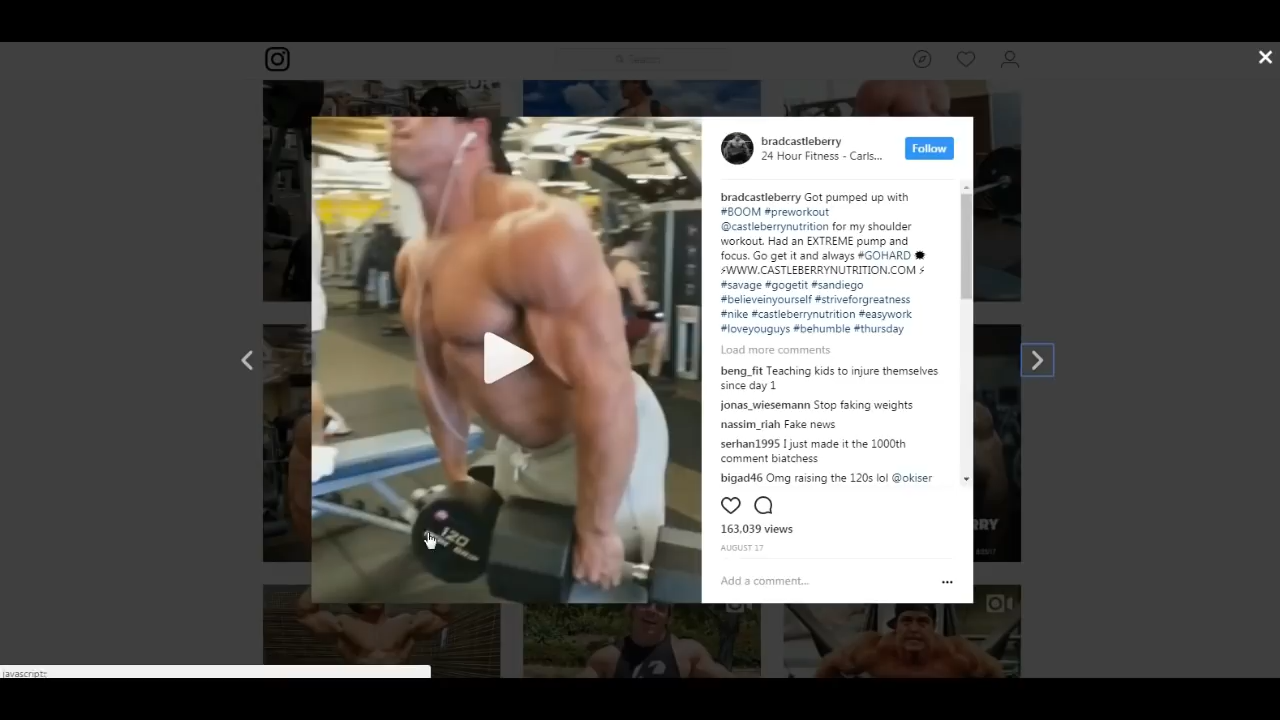 Search
bradcastleberry
24 Hour Fitness - Carls...
Follow
bradcastleberry Got pumped up with
#BOOM #preworkout
@castleberrynutrition for my shoulder
workout. Had an EXTREME pump and
focus. Go get it and always #GOHARD ✹
⚡WWW.CASTLEBERRYNUTRITION.COM ⚡
#savage #gogetit #sandiego
#believeinyourself #striveforgreatness
#nike #castleberrynutrition #easywork
#loveyouguys #behumble #thursday
Load more comments
beng_fit Teaching kids to injure themselves
since day 1
jonas_wiesemann Stop faking weights
nassim_riah Fake news
serhan1995 I just made it the 1000th
comment biatchess
bigad46 Omg raising the 120s lol @okiser
163,039 views
AUGUST 17
Add a comment...
120
javascript: